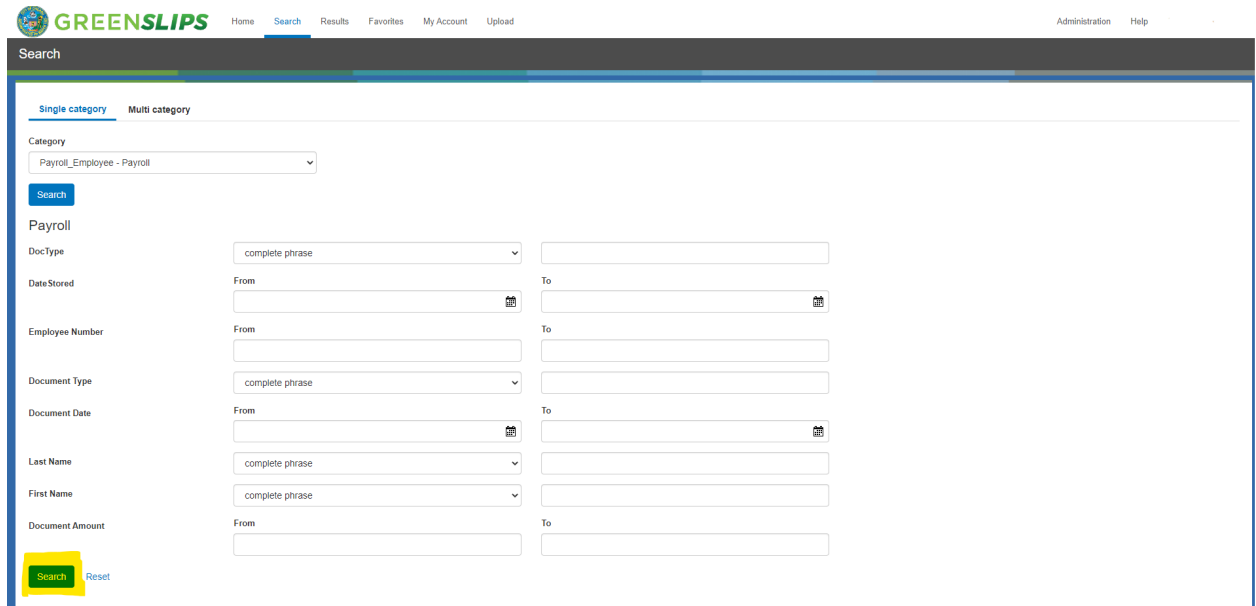 GREENSLIPS Home Search Results Favorites My Account Upload Administration Help
Search
Single category Multi category
Category
Payroll_Employee - Payroll
Search
Payroll
DocType complete phrase
DateStored From To
Employee Number From To
Document Type complete phrase
Document Date From To
Last Name complete phrase
First Name complete phrase
Document Amount From To
Search Reset